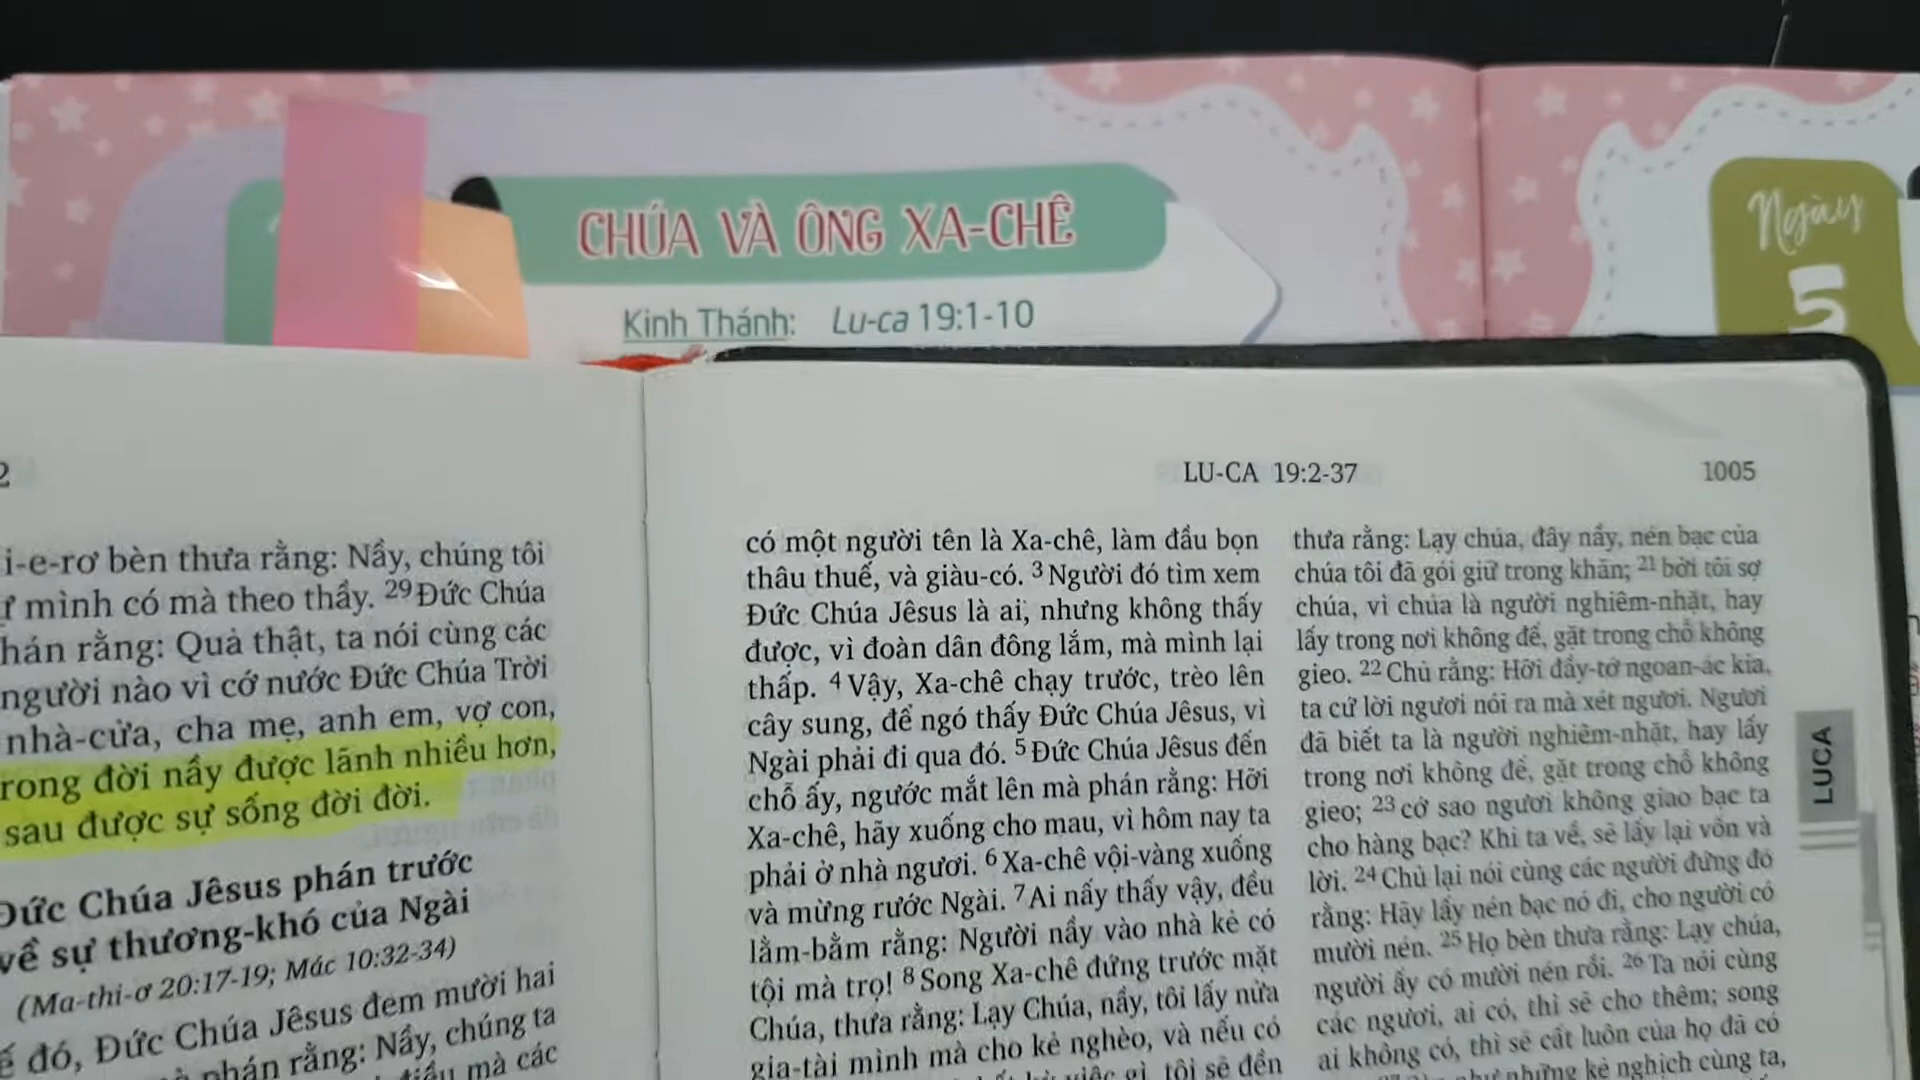 CHÚA VÀ ÔNG XA-CHÊ
Kinh Thánh: Lu-ca 19:1-10
Ngày
5
2
i-e-rơ bèn thưa rằng: Nầy, chúng tôi
mình có mà theo thầy. 29 Đức Chúa
hán rằng: Quả thật, ta nói cùng các
người nào vì cớ nước Đức Chúa Trời
nhà-cửa, cha mẹ, anh em, vợ con,
rong đời nầy được lãnh nhiều hơn,
sau được sự sống đời đời.
Đức Chúa Jêsus phán trước
về sự thương-khó của Ngài
(Ma-thi-ơ 20:17-19; Mác 10:32-34)
đó, Đức Chúa Jêsus đem mười hai
phán rằng: Nầy, chúng ta
điều mà các
LU-CA 19:2-37
1005
có một người tên là Xa-chê, làm đầu bọn
thâu thuế, và giàu-có. 3 Người đó tìm xem
Đức Chúa Jêsus là ai, nhưng không thấy
được, vì đoàn dân đông lắm, mà mình lại
thấp. 4 Vậy, Xa-chê chạy trước, trèo lên
cây sung, để ngó thấy Đức Chúa Jêsus, vì
Ngài phải đi qua đó. 5 Đức Chúa Jêsus đến
chỗ ấy, ngước mắt lên mà phán rằng: Hỡi
Xa-chê, hãy xuống cho mau, vì hôm nay ta
phải ở nhà ngươi. 6 Xa-chê vội-vàng xuống
và mừng rước Ngài. 7 Ai nấy thấy vậy, đều
lằm-bằm rằng: Người nầy vào nhà kẻ có
tội mà trọ! 8 Song Xa-chê đứng trước mặt
Chúa, thưa rằng: Lạy Chúa, nầy, tôi lấy nửa
gia-tài mình mà cho kẻ nghèo, và nếu có
việc gì, tôi sẽ đền
thưa rằng: Lạy chúa, đây nầy, nén bạc của
chúa tôi đã gói giữ trong khăn; 21 bởi tôi sợ
chúa, vì chúa là người nghiêm-nhặt, hay
lấy trong nơi không để, gặt trong chỗ không
gieo. 22 Chủ rằng: Hỡi đầy-tớ ngoan-ác kia,
ta cứ lời ngươi nói ra mà xét ngươi. Ngươi
đã biết ta là người nghiêm-nhặt, hay lấy
trong nơi không để, gặt trong chỗ không
gieo; 23 cớ sao ngươi không giao bạc ta
cho hàng bạc? Khi ta về, sẽ lấy lại vốn và
lời. 24 Chủ lại nói cùng các người đứng đó
rằng: Hãy lấy nén bạc nó đi, cho người có
mười nén. 25 Họ bèn thưa rằng: Lạy chúa,
người ấy có mười nén rồi. 26 Ta nói cùng
các ngươi, ai có, thì sẽ cho thêm; song
ai không có, thì sẽ cất luôn của họ đã có
những kẻ nghịch cùng ta,
LUCA